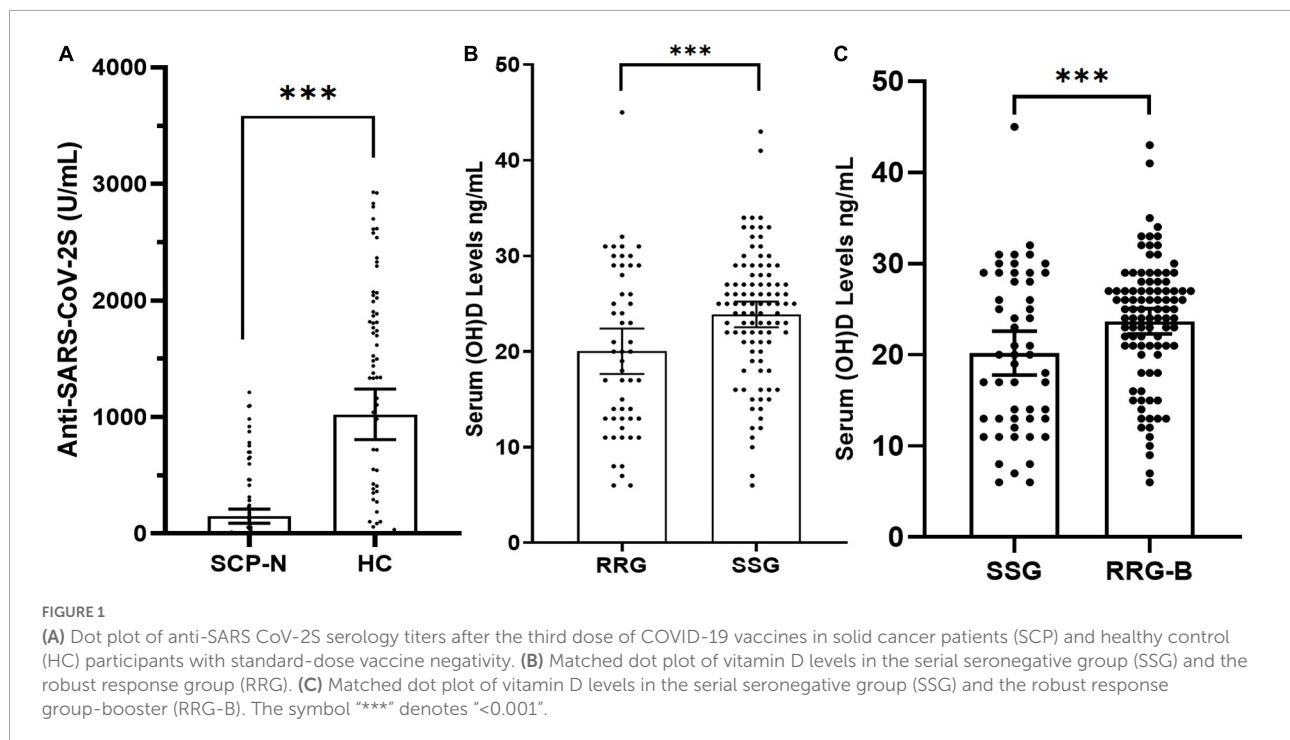 A
Anti-SARS-CoV-2S (U/mL)
4000
3000
2000
1000
0
***
SCP-N HC
B
Serum (OH)D Levels ng/mL
50
40
30
20
10
0
***
RRG SSG
C
Serum (OH)D Levels ng/mL
50
40
30
20
10
0
***
SSG RRG-B
FIGURE 1
(A) Dot plot of anti-SARS CoV-2S serology titers after the third dose of COVID-19 vaccines in solid cancer patients (SCP) and healthy control
(HC) participants with standard-dose vaccine negativity. (B) Matched dot plot of vitamin D levels in the serial seronegative group (SSG) and the
robust response group (RRG). (C) Matched dot plot of vitamin D levels in the serial seronegative group (SSG) and the robust response
group-booster (RRG-B). The symbol “***” denotes “<0.001”.